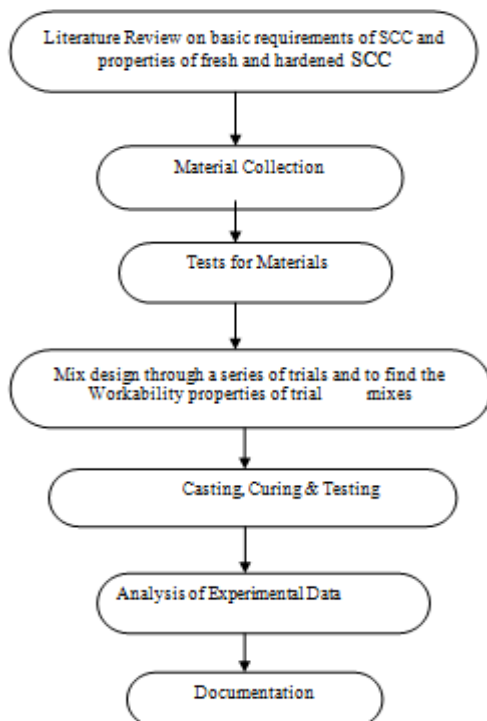 Literature Review on basic requirements of SCC and
properties of fresh and hardened SCC
Material Collection
Tests for Materials
Mix design through a series of trials and to find the
Workability properties of trial mixes
Casting, Curing & Testing
Analysis of Experimental Data
Documentation